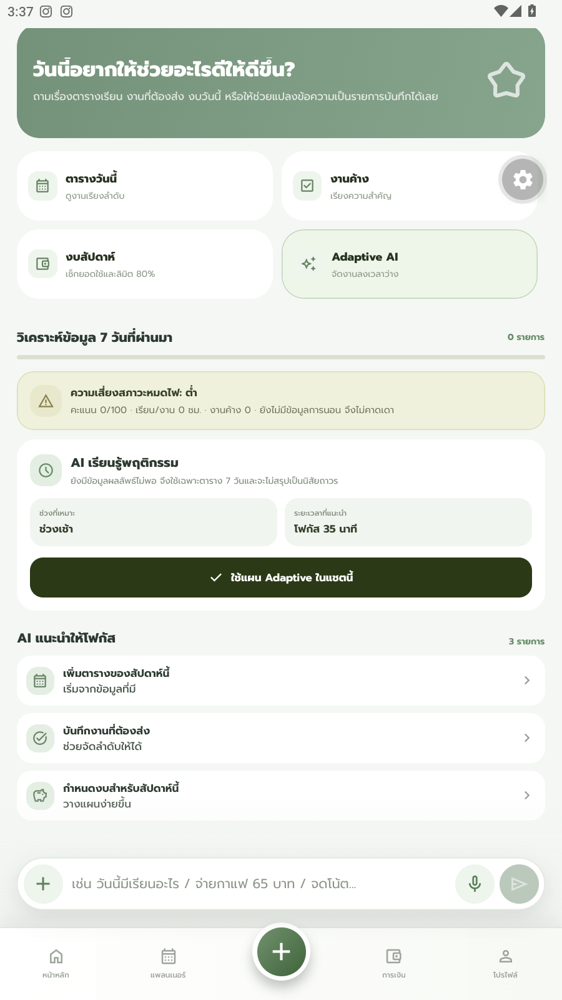 3:37
วันนี้อยากให้ช่วยอะไรดีให้ดีขึ้น?
ถามเรื่องตารางเรียน งานที่ต้องส่ง งบวันนี้ หรือให้ช่วยแปลงข้อความเป็นรายการบันทึกได้เลย
ตารางวันนี้
ดูงานเรียงลำดับ
งานค้าง
เรียงความสำคัญ
งบสัปดาห์
เช็กยอดใช้และลิมิต 80%
Adaptive AI
จัดงานลงเวลาว่าง
วิเคราะห์ข้อมูล 7 วันที่ผ่านมา
0 รายการ
ความเสี่ยงสภาวะหมดไฟ: ต่ำ
คะแนน 0/100 · เรียน/งาน 0 ชม. · งานค้าง 0 · ยังไม่มีข้อมูลการนอน จึงไม่คาดเดา
AI เรียนรู้พฤติกรรม
ยังมีข้อมูลผลลัพธ์ไม่พอ จึงใช้เฉพาะตาราง 7 วันและจะไม่สรุปเป็นนิสัยถาวร
ช่วงที่เหมาะ
ช่วงเช้า
ระยะเวลาที่แนะนำ
โฟกัส 35 นาที
ใช้แผน Adaptive ในแชตนี้
AI แนะนำให้โฟกัส
3 รายการ
เพิ่มตารางของสัปดาห์นี้
เริ่มจากข้อมูลที่มี
บันทึกงานที่ต้องส่ง
ช่วยจัดลำดับให้ได้
กำหนดงบสำหรับสัปดาห์นี้
วางแผนง่ายขึ้น
เช่น วันนี้มีเรียนอะไร / จ่ายกาแฟ 65 บาท / จดโน้ต...
หน้าหลัก
แพลนเนอร์
การเงิน
โปรไฟล์